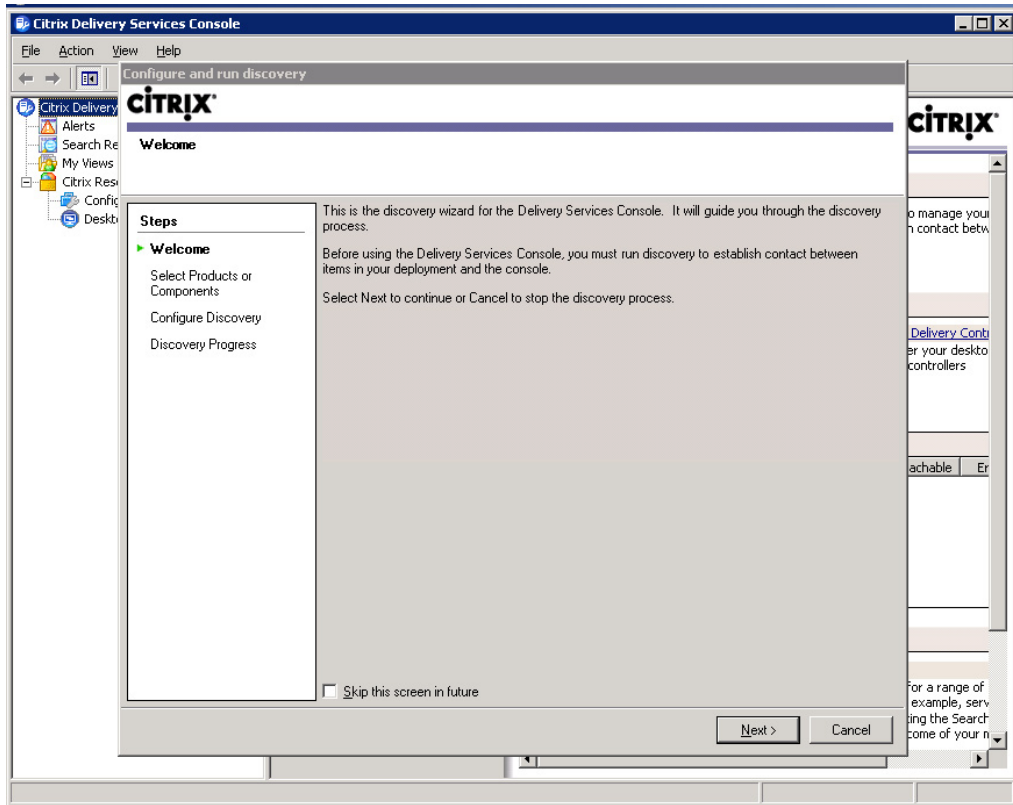 Citrix Delivery Services Console
File Action View Help
Configure and run discovery
CITRIX
Welcome
Citrix Delivery
Alerts
Search Re
My Views
Citrix Res
Config
Deskt
Steps
Welcome
Select Products or
Components
Configure Discovery
Discovery Progress
This is the discovery wizard for the Delivery Services Console. It will guide you through the discovery
process.
Before using the Delivery Services Console, you must run discovery to establish contact between
items in your deployment and the console.
Select Next to continue or Cancel to stop the discovery process.
Skip this screen in future
Next >
Cancel
CITRIX
o manage your
n contact betw
Delivery Contr
er your deskto
controllers
achable Er
for a range of
example, serv
ing the Search
come of your n